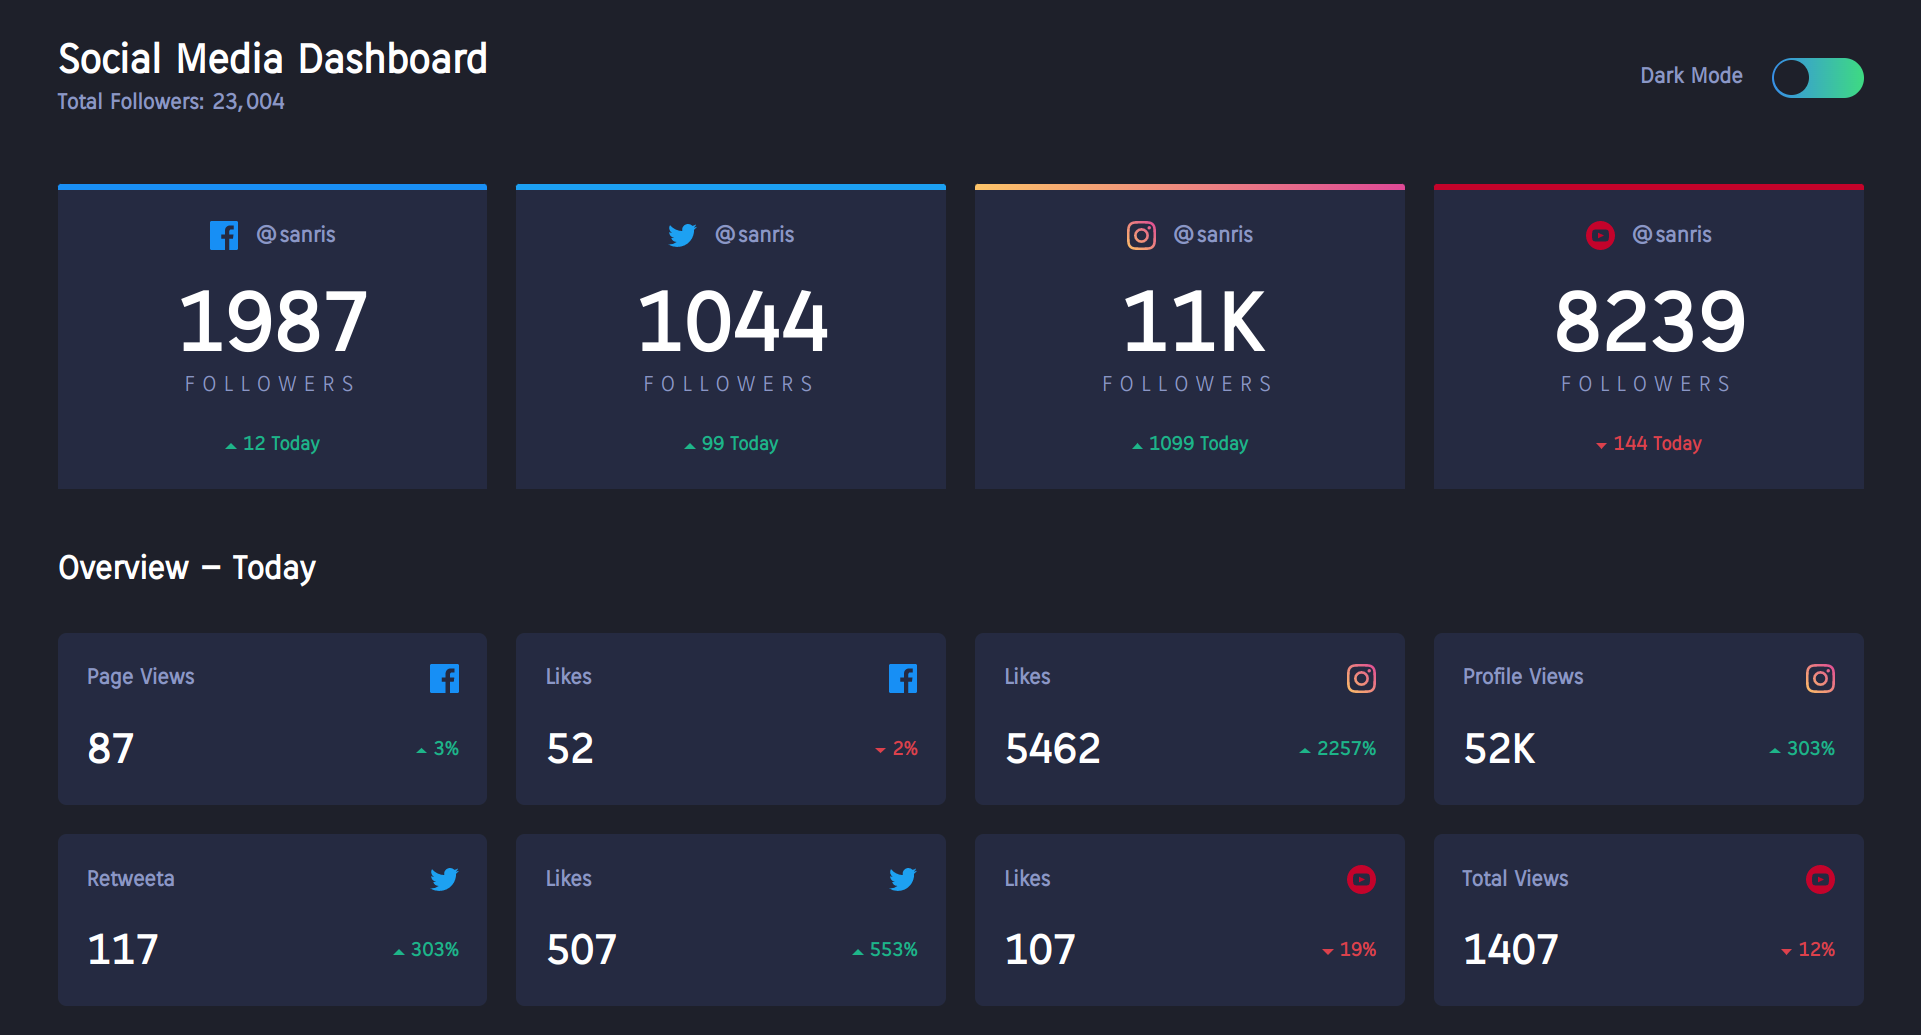 Social Media Dashboard
Total Followers: 23,004
Dark Mode
@sanris
1987
FOLLOWERS
12 Today
@sanris
1044
FOLLOWERS
99 Today
@sanris
11K
FOLLOWERS
1099 Today
@sanris
8239
FOLLOWERS
144 Today
Overview – Today
Page Views
87
3%
Likes
52
2%
Likes
5462
2257%
Profile Views
52K
303%
Retweeta
117
303%
Likes
507
553%
Likes
107
19%
Total Views
1407
12%